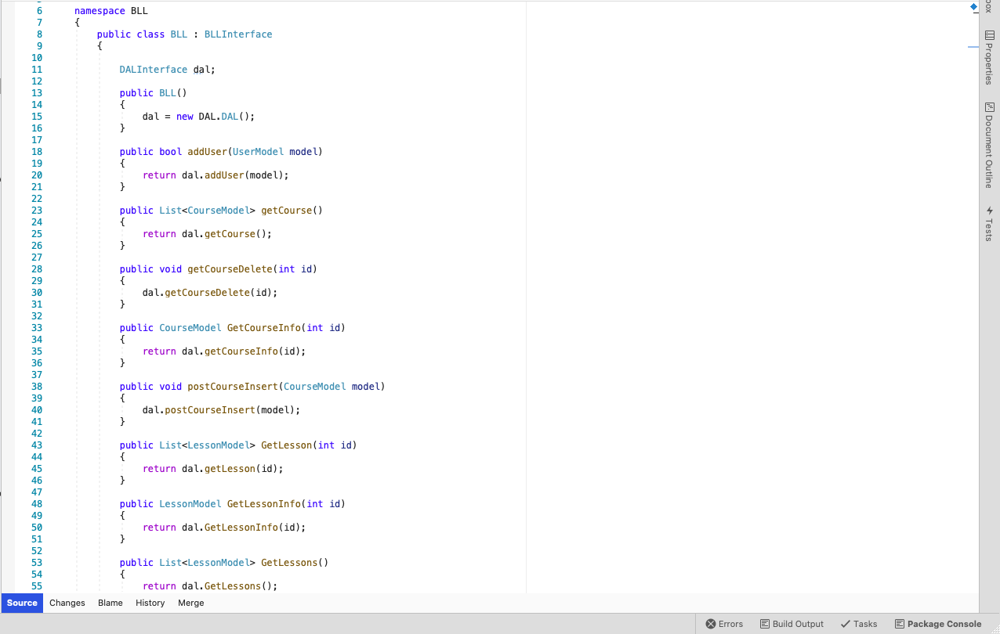 6 namespace BLL
7 {
8 public class BLL : BLLInterface
9 {
10
11 DALInterface dal;
12
13 public BLL()
14 {
15 dal = new DAL.DAL();
16 }
17
18 public bool addUser(UserModel model)
19 {
20 return dal.addUser(model);
21 }
22
23 public List<CourseModel> getCourse()
24 {
25 return dal.getCourse();
26 }
27
28 public void getCourseDelete(int id)
29 {
30 dal.getCourseDelete(id);
31 }
32
33 public CourseModel GetCourseInfo(int id)
34 {
35 return dal.getCourseInfo(id);
36 }
37
38 public void postCourseInsert(CourseModel model)
39 {
40 dal.postCourseInsert(model);
41 }
42
43 public List<LessonModel> GetLesson(int id)
44 {
45 return dal.getLesson(id);
46 }
47
48 public LessonModel GetLessonInfo(int id)
49 {
50 return dal.GetLessonInfo(id);
51 }
52
53 public List<LessonModel> GetLessons()
54 {
55 return dal.GetLessons();
Source Changes Blame History Merge
Errors Build Output Tasks Package Console
Properties
Document Outline
Tests